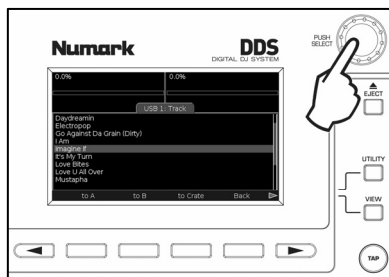 PUSH
SELECT
Numark
DDS
DIGITAL DJ SYSTEM
0.0%
0.0%
USB 1: Track
Daydreamin
Electropop
Go Against Da Grain (Dirty)
I Am
Imagine If
It's My Turn
Love Bites
Love U All Over
Mustapha
to A
to B
to Crate
Back
EJECT
UTILITY
VIEW
TAP